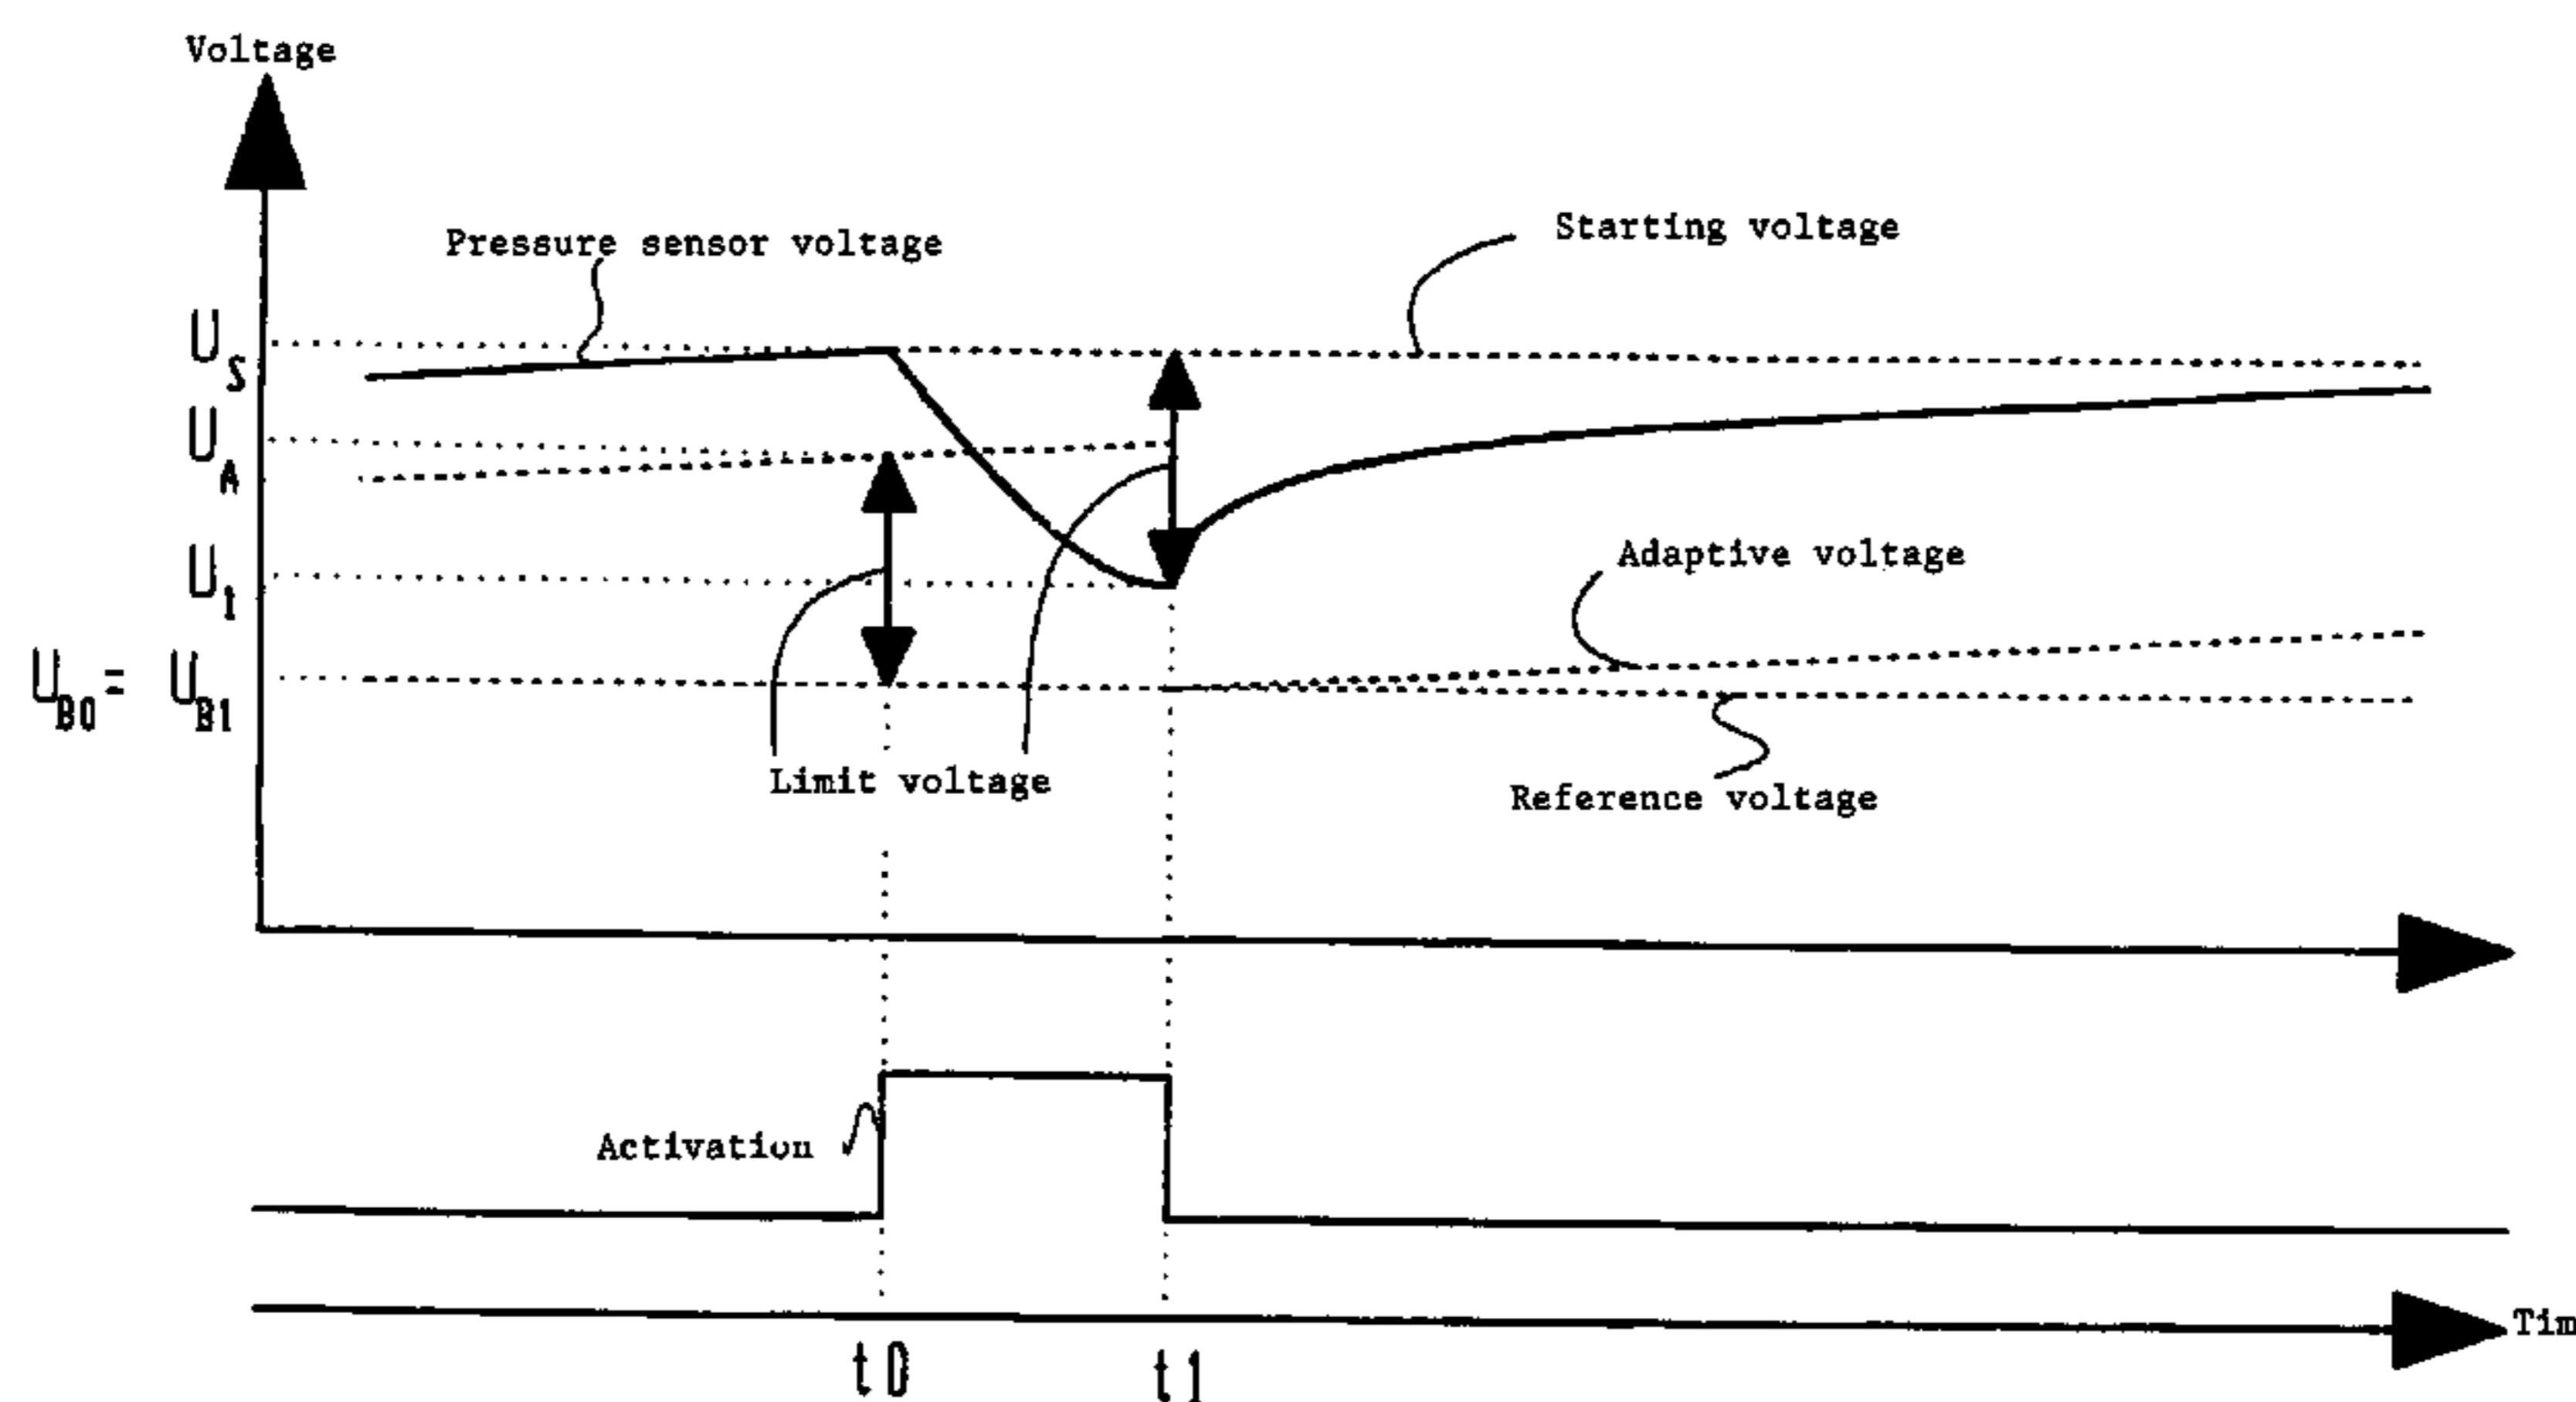 Voltage
Pressure sensor voltage
Starting voltage
U_S
U_A
U_1
U_B0 = U_B1
Adaptive voltage
Limit voltage
Reference voltage
Activation
Tim
t0
t1